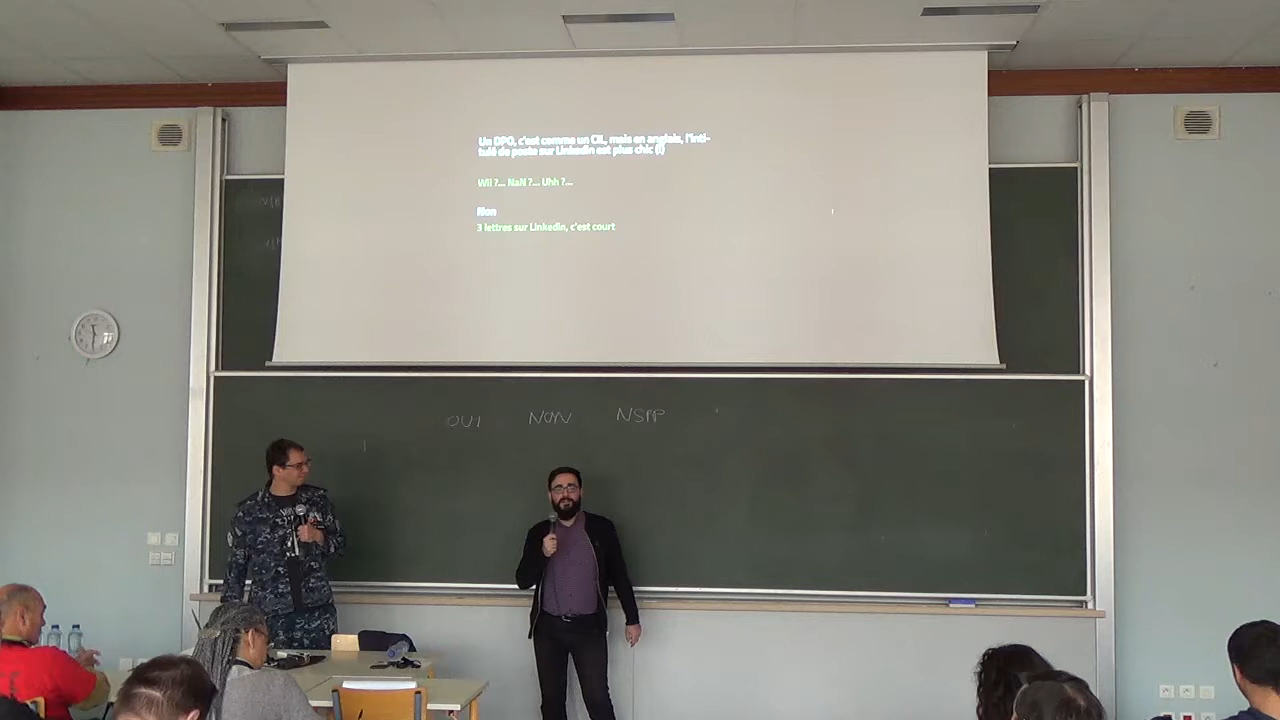 Un DPO, c'est comme un CIL, mais en anglais, l'inti-
tulé de poste sur LinkedIn est plus chic (!)
Wii ?... NaN ?... Uhh ?...
Non
3 lettres sur LinkedIn, c'est court
OUI NON NSPP